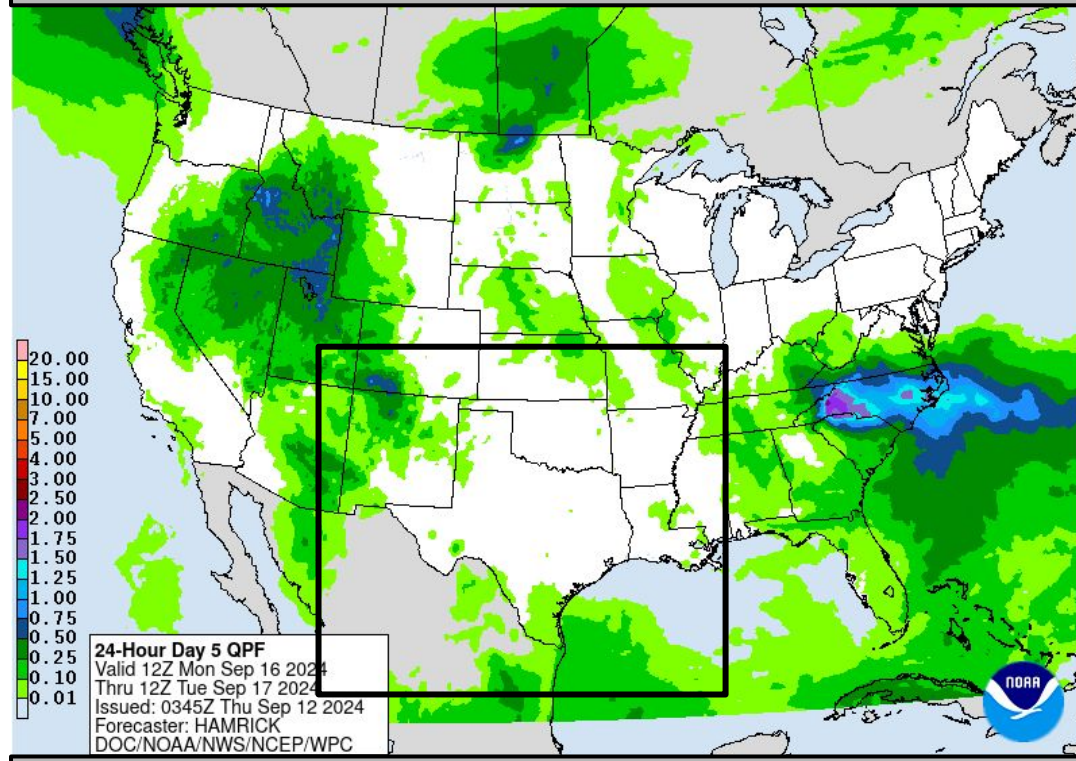 20.00
15.00
10.00
7.00
5.00
4.00
3.00
2.50
2.00
1.75
1.50
1.25
1.00
0.75
0.50
0.25
0.10
0.01
24-Hour Day 5 QPF
Valid 12Z Mon Sep 16 2024
Thru 12Z Tue Sep 17 2024
Issued: 0345Z Thu Sep 12 2024
Forecaster: HAMRICK
DOC/NOAA/NWS/NCEP/WPC
NOAA